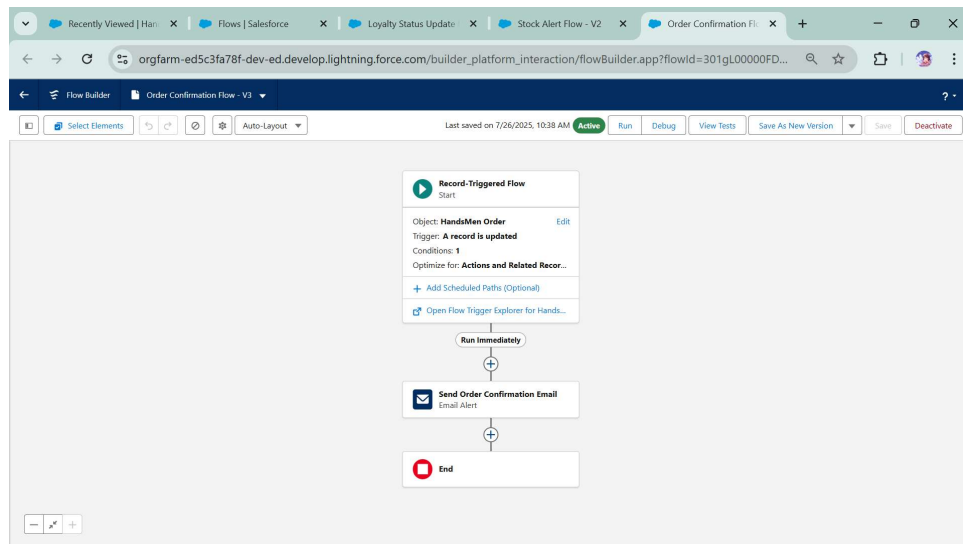 Recently Viewed | Han
Flows | Salesforce
Loyalty Status Update
Stock Alert Flow - V2
Order Confirmation Fl
orgfarm-ed5c3fa78f-dev-ed.develop.lightning.force.com/builder_platform_interaction/flowBuilder.app?flowId=301gL00000FD...
Flow Builder
Order Confirmation Flow - V3
?
Select Elements
Auto-Layout
Last saved on 7/26/2025, 10:38 AM
Active
Run
Debug
View Tests
Save As New Version
Save
Deactivate
Record-Triggered Flow
Start
Object: HandsMen Order
Edit
Trigger: A record is updated
Conditions: 1
Optimize for: Actions and Related Recor...
+ Add Scheduled Paths (Optional)
Open Flow Trigger Explorer for Hands...
Run Immediately
Send Order Confirmation Email
Email Alert
End